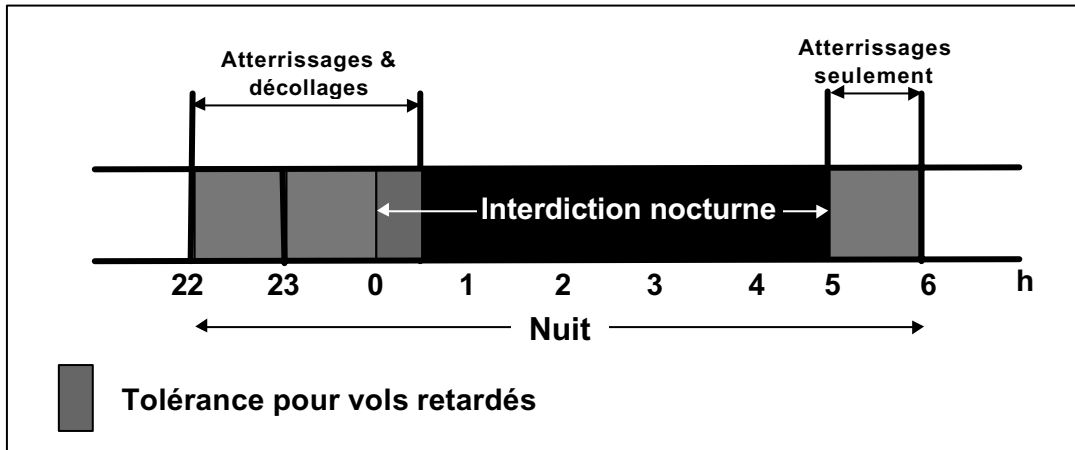 Atterrissages &
décollages
Atterrissages
seulement
Interdiction nocturne
22 23 0 1 2 3 4 5 6 h
Nuit
Tolérance pour vols retardés